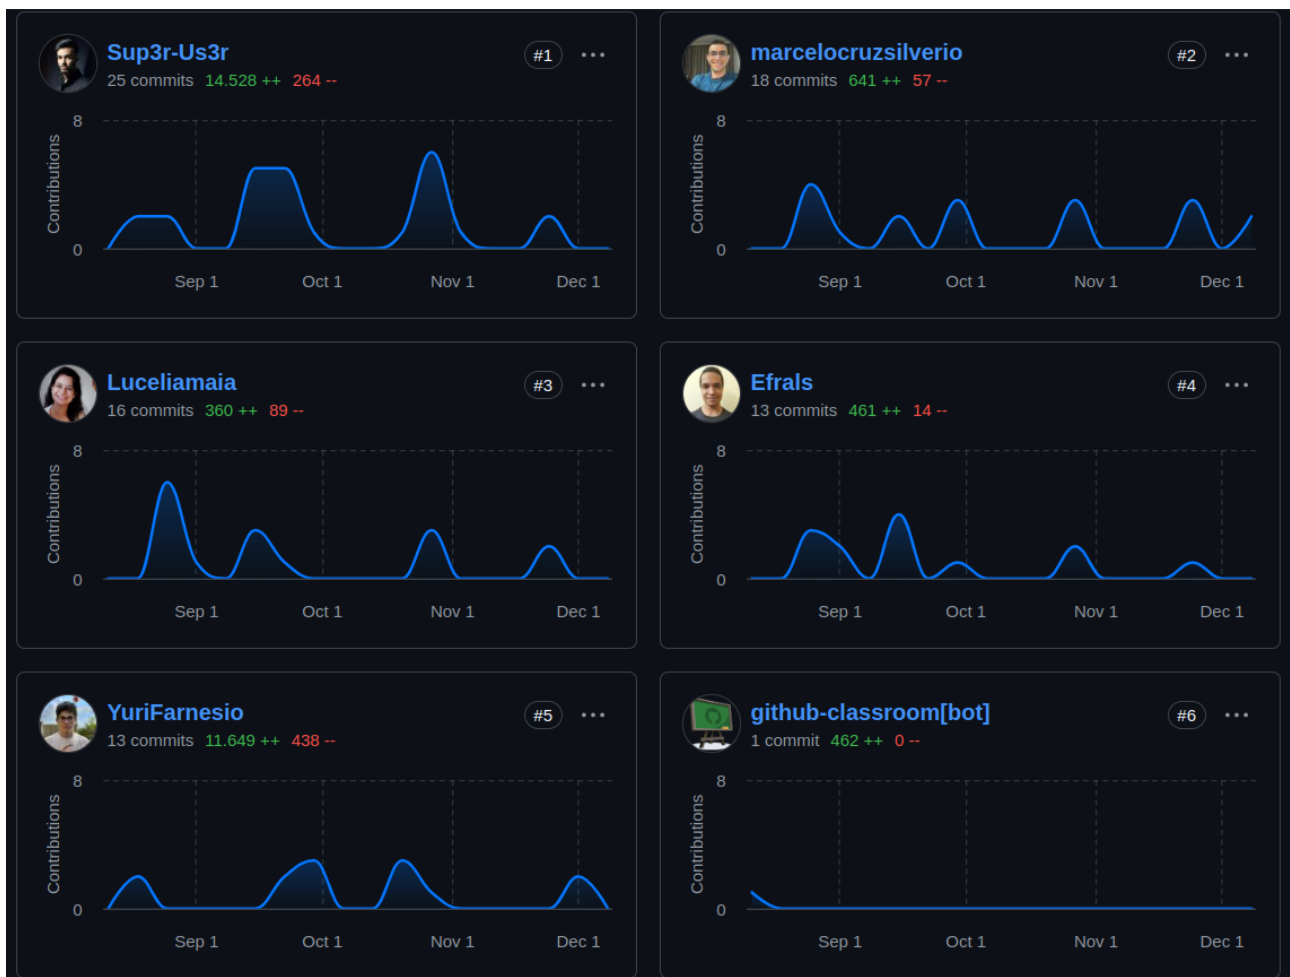 Sup3r-Us3r
#1
25 commits 14.528 ++ 264 --
8
Contributions
0
Sep 1 Oct 1 Nov 1 Dec 1
marcelocruzsilverio
#2
18 commits 641 ++ 57 --
8
Contributions
0
Sep 1 Oct 1 Nov 1 Dec 1
Luceliamaia
#3
16 commits 360 ++ 89 --
8
Contributions
0
Sep 1 Oct 1 Nov 1 Dec 1
Efrals
#4
13 commits 461 ++ 14 --
8
Contributions
0
Sep 1 Oct 1 Nov 1 Dec 1
YuriFarnesio
#5
13 commits 11.649 ++ 438 --
8
Contributions
0
Sep 1 Oct 1 Nov 1 Dec 1
github-classroom[bot]
#6
1 commit 462 ++ 0 --
8
Contributions
0
Sep 1 Oct 1 Nov 1 Dec 1